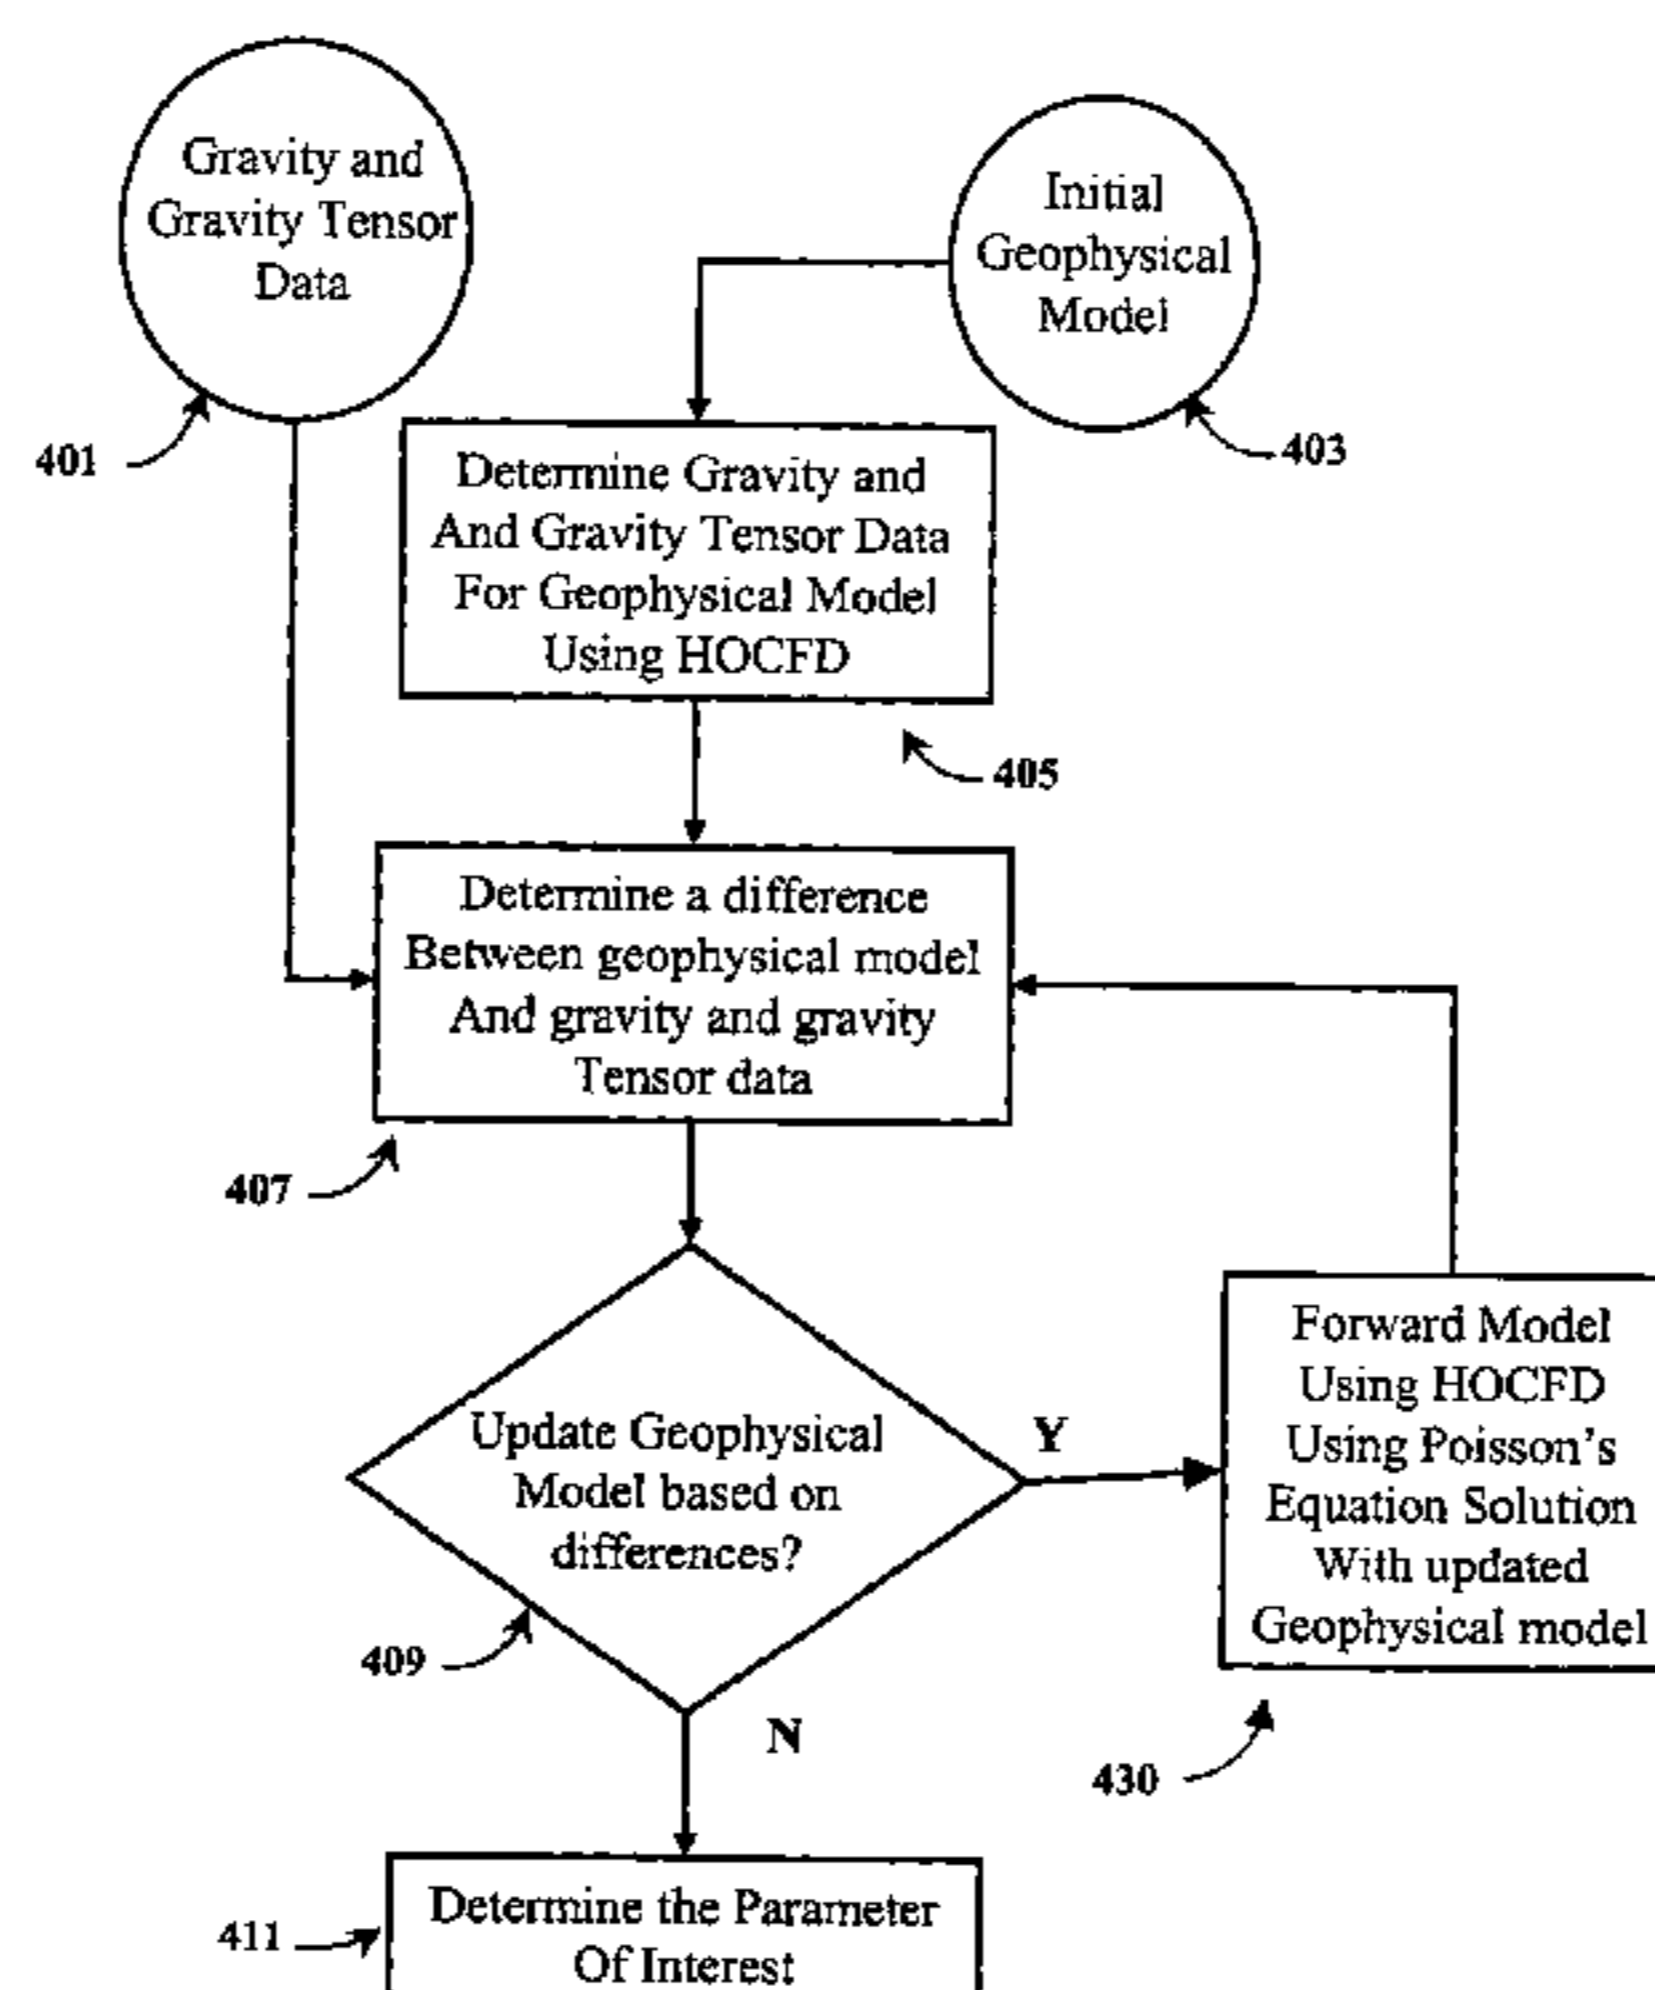 Gravity and
Gravity Tensor
Data
Initial
Geophysical
Model
401
403
Determine Gravity and
And Gravity Tensor Data
For Geophysical Model
Using HOCFD
405
Determine a difference
Between geophysical model
And gravity and gravity
Tensor data
407
Update Geophysical
Model based on
differences?
Y
409
N
Forward Model
Using HOCFD
Using Poisson's
Equation Solution
With updated
Geophysical model
430
Determine the Parameter
Of Interest
411